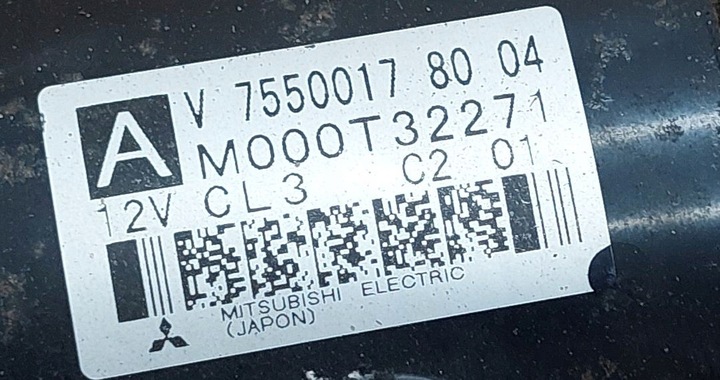 A
V 7550017 80 04
M000T32271
12V CL3 C2 01
MITSUBISHI ELECTRIC
(JAPON)